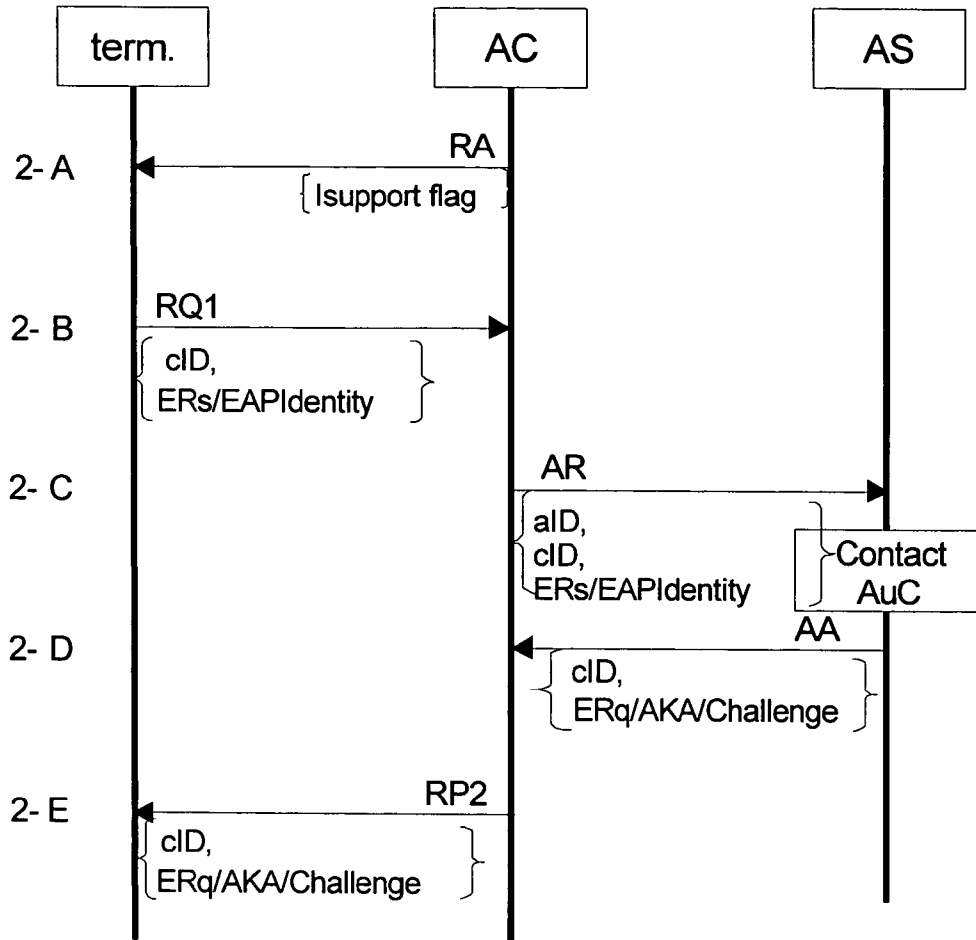 term.
AC
AS
2- A
RA
Isupport flag
2- B
RQ1
cID,
ERs/EAPIdentity
2- C
AR
aID,
cID,
ERs/EAPIdentity
Contact
AuC
2- D
AA
cID,
ERq/AKA/Challenge
2- E
RP2
cID,
ERq/AKA/Challenge